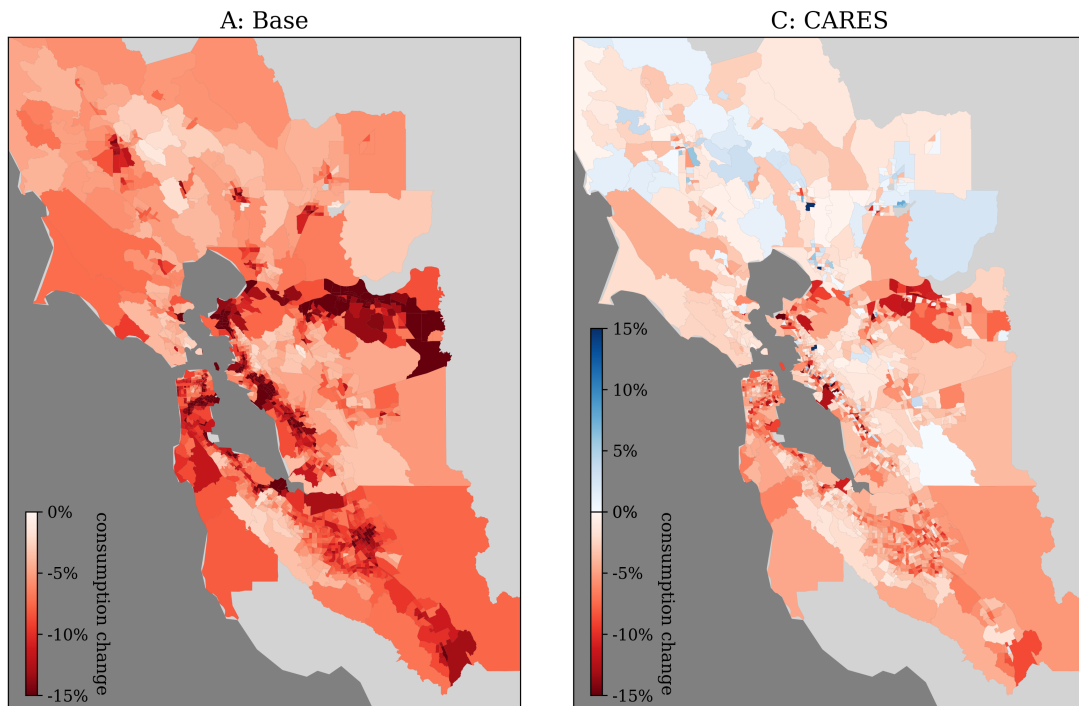 A: Base
C: CARES
0%
-5%
-10%
-15%
consumption change
15%
10%
5%
0%
-5%
-10%
-15%
consumption change